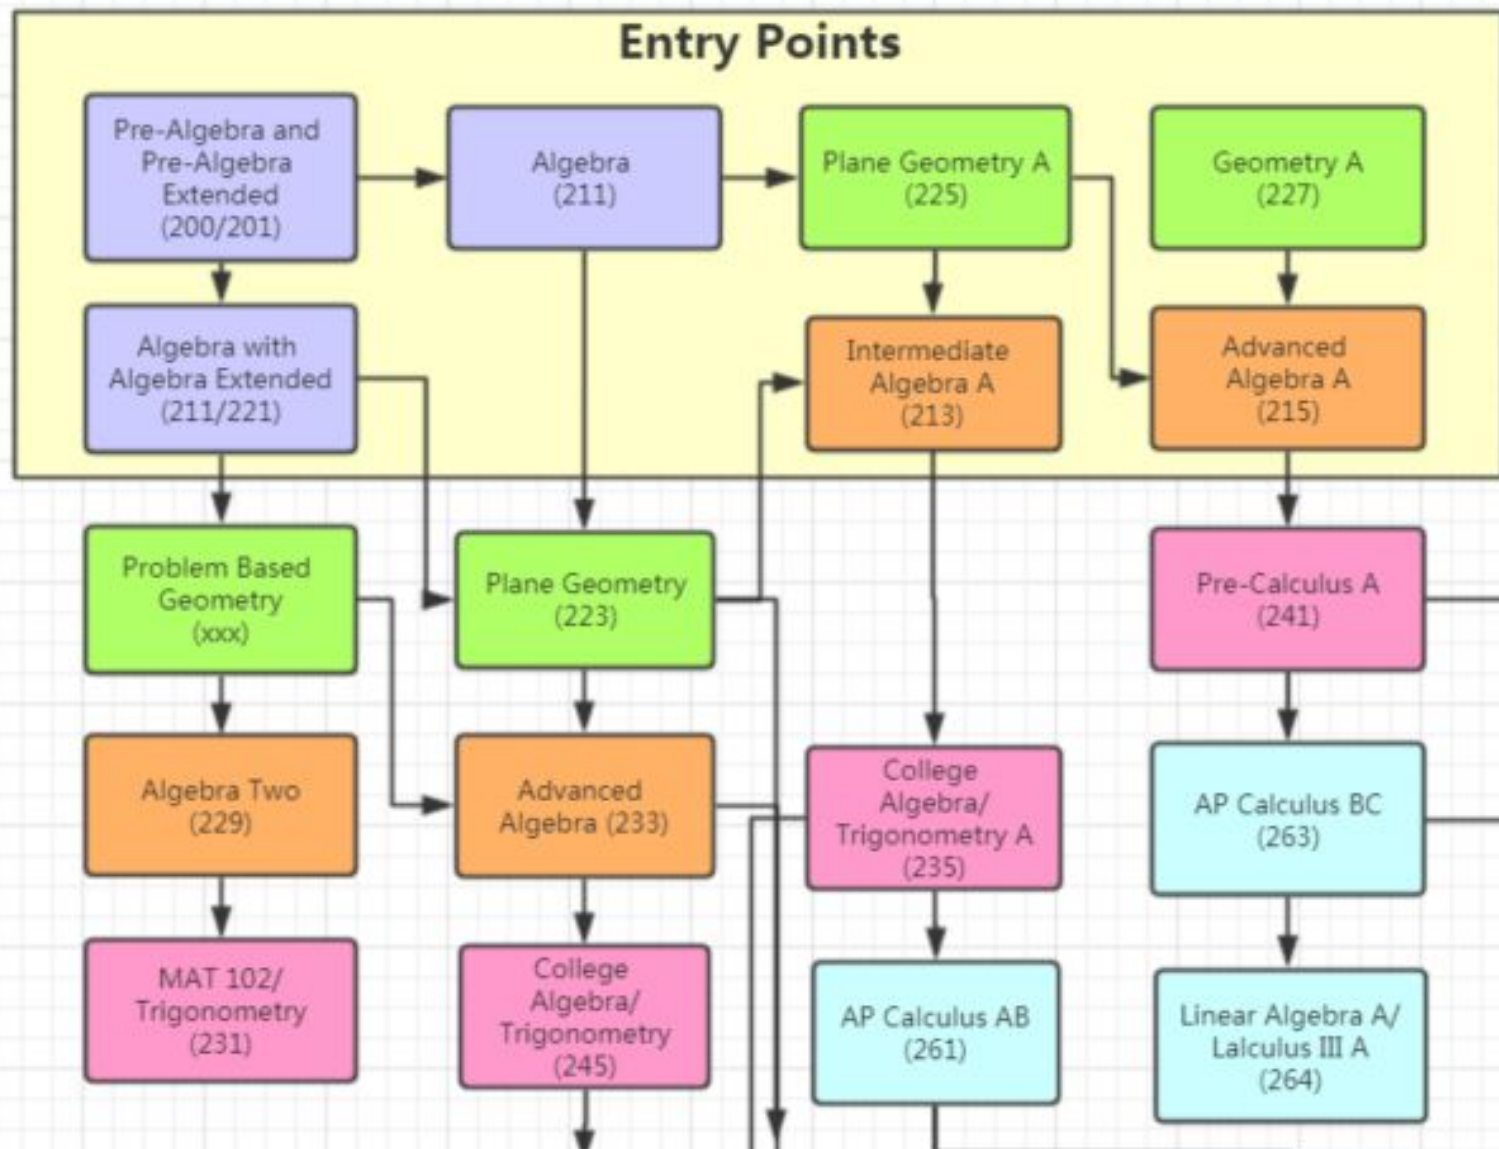 Entry Points
Pre-Algebra and
Pre-Algebra
Extended
(200/201)
Algebra
(211)
Plane Geometry A
(225)
Geometry A
(227)
Algebra with
Algebra Extended
(211/221)
Intermediate
Algebra A
(213)
Advanced
Algebra A
(215)
Problem Based
Geometry
(xxx)
Plane Geometry
(223)
Pre-Calculus A
(241)
Algebra Two
(229)
Advanced
Algebra (233)
College
Algebra/
Trigonometry A
(235)
AP Calculus BC
(263)
MAT 102/
Trigonometry
(231)
College
Algebra/
Trigonometry
(245)
AP Calculus AB
(261)
Linear Algebra A/
Lalculus III A
(264)